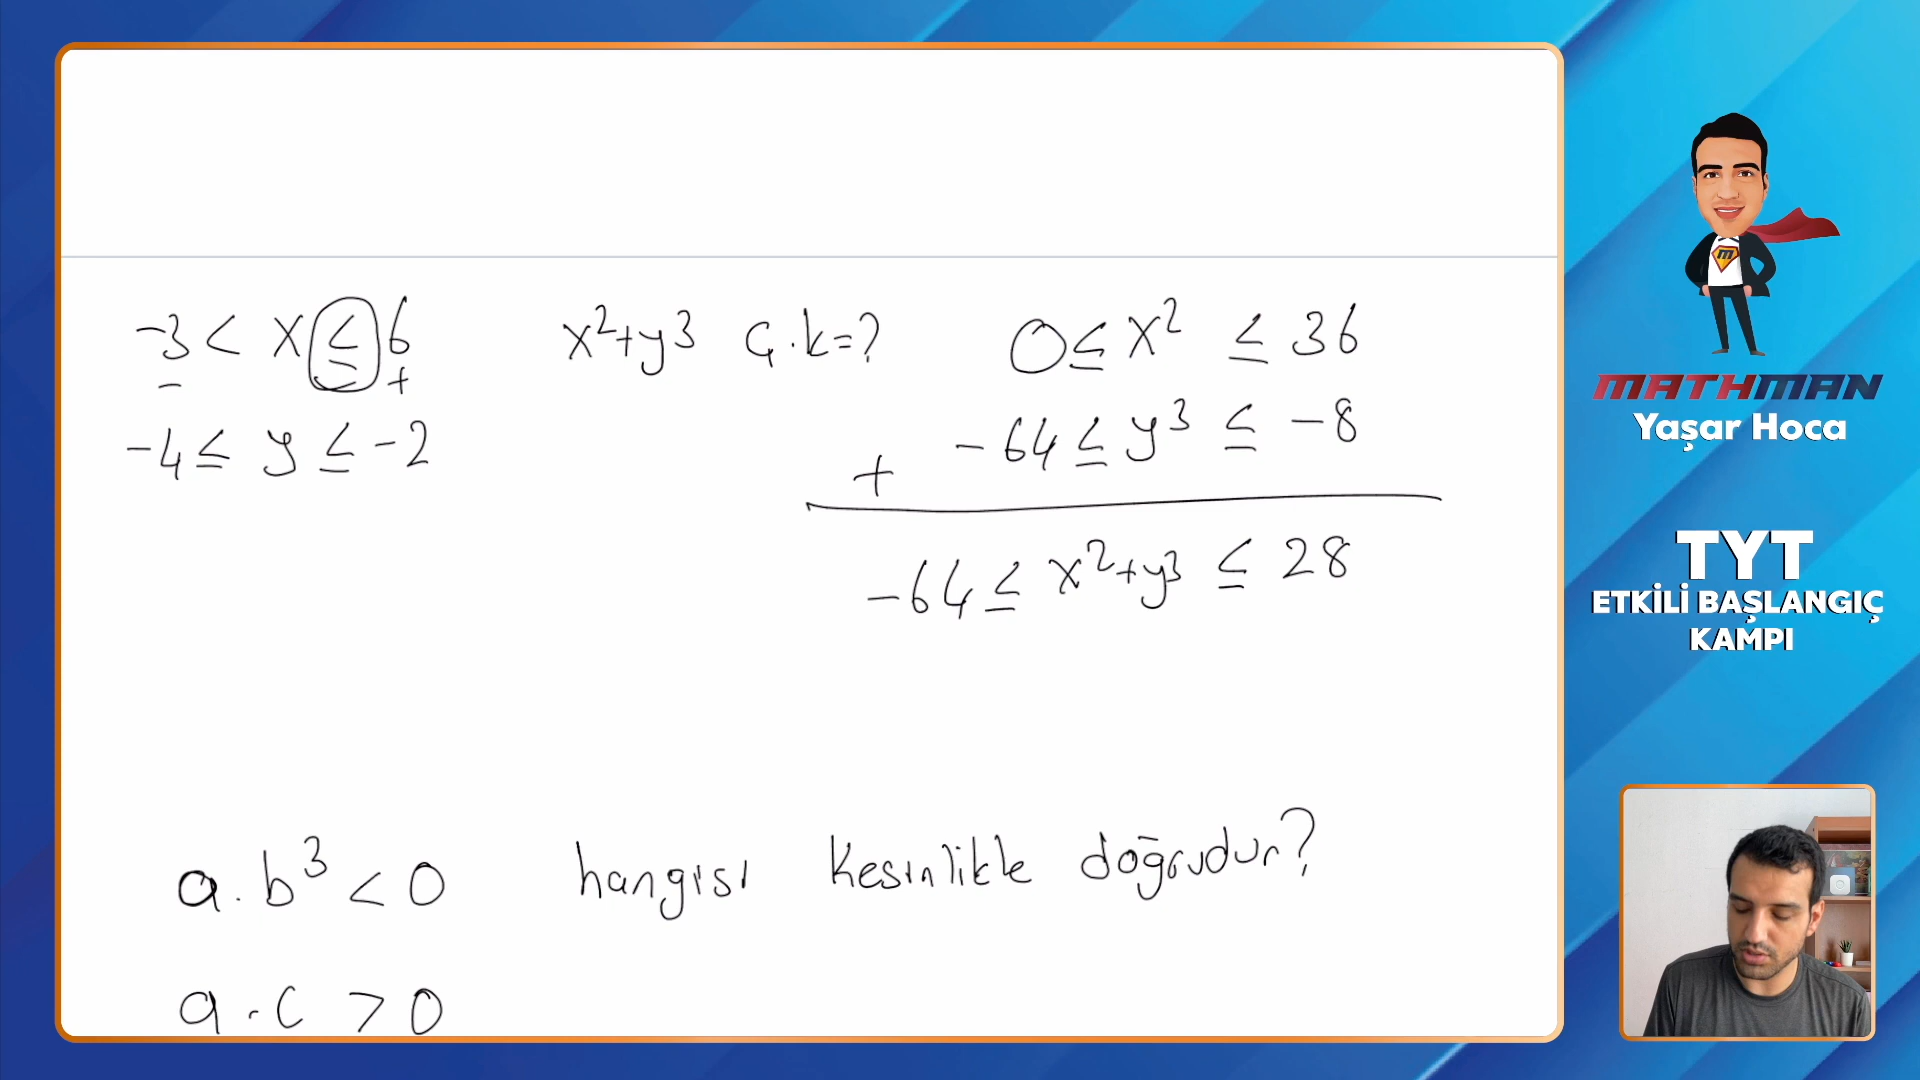 -3 < x ≤ 6
- +
-4 ≤ y ≤ -2
x²+y³ Ç.k=?
0 ≤ x² ≤ 36
-64 ≤ y³ ≤ -8
+
-64 ≤ x²+y³ ≤ 28
a.b³ < 0 hangisi kesinlikle doğrudur?
a.c > 0
m
MATHMAN
Yaşar Hoca
TYT
ETKİLİ BAŞLANGIÇ
KAMPI